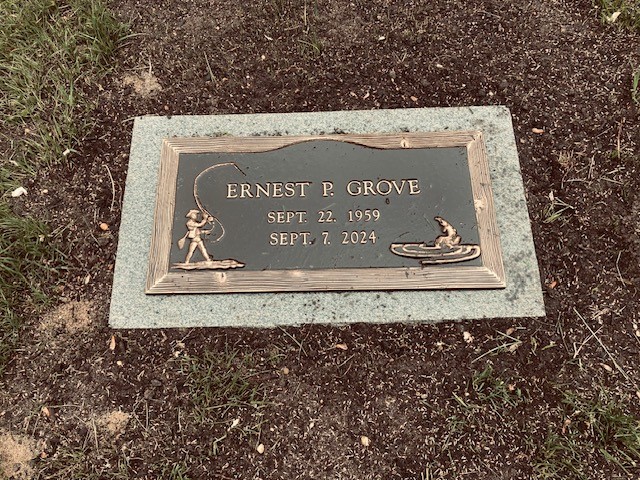 ERNEST P. GROVE
SEPT. 22. 1959
SEPT. 7. 2024